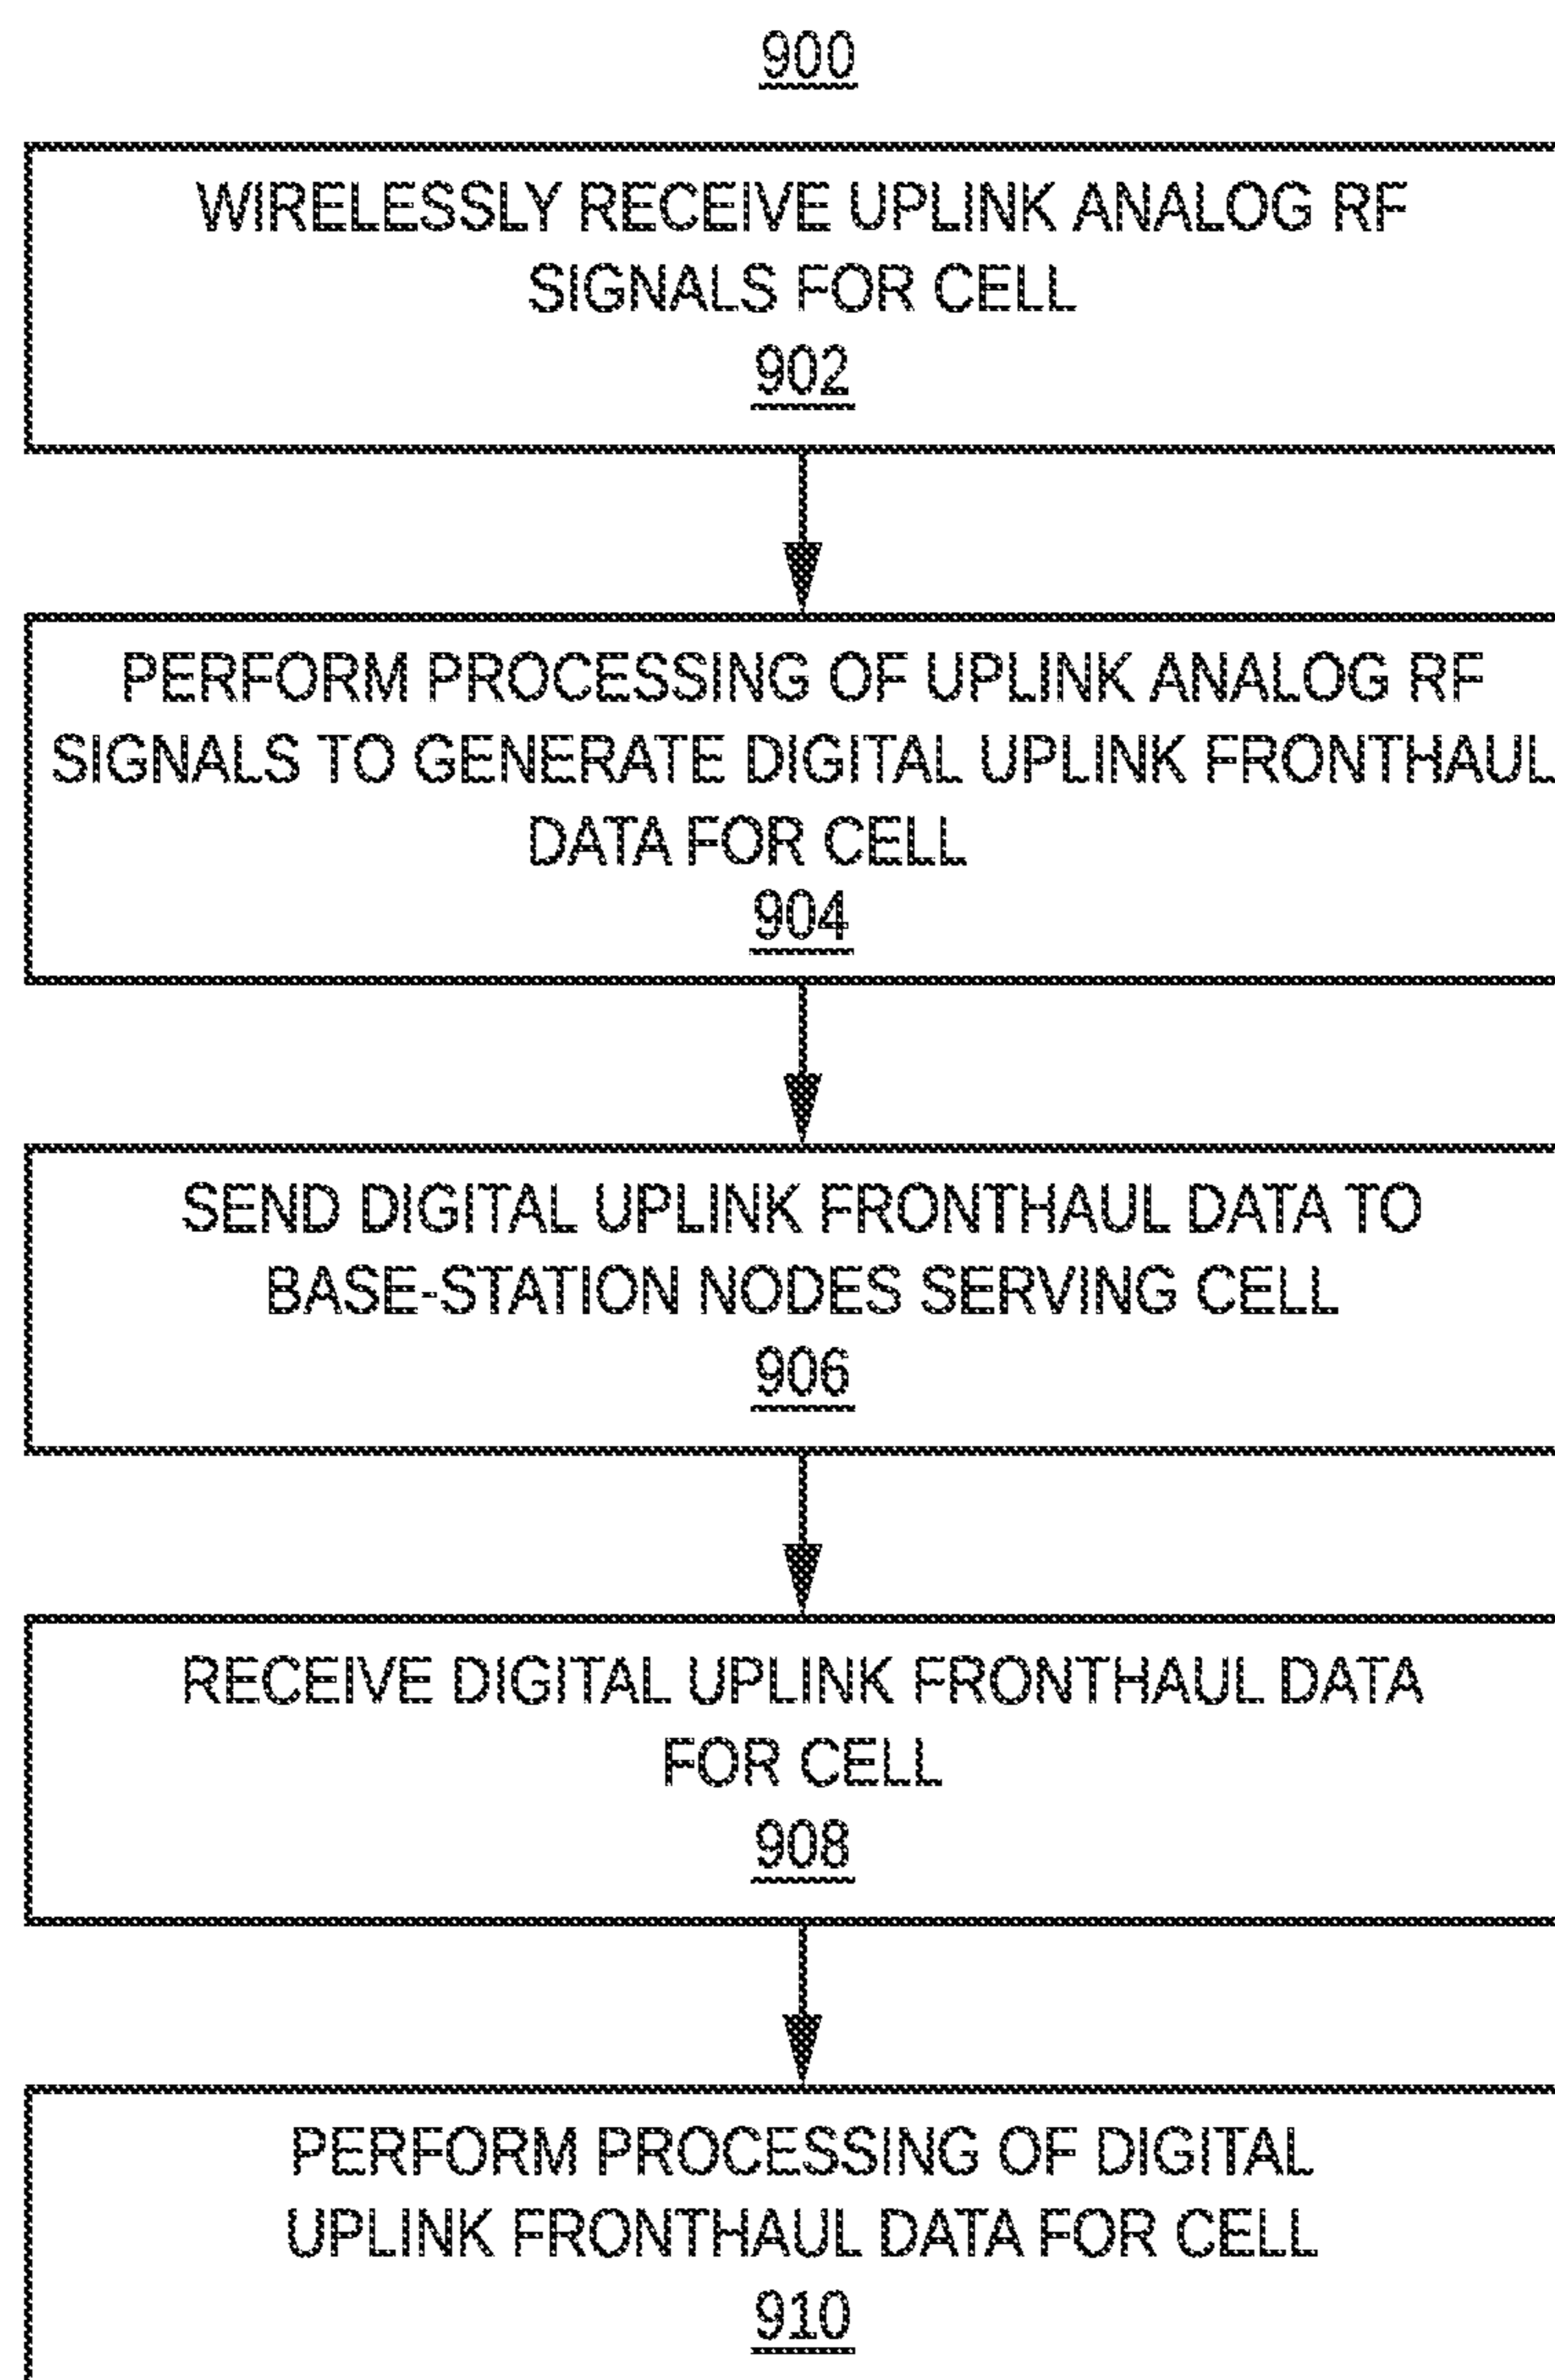 900
WIRELESSLY RECEIVE UPLINK ANALOG RF
SIGNALS FOR CELL
902
PERFORM PROCESSING OF UPLINK ANALOG RF
SIGNALS TO GENERATE DIGITAL UPLINK FRONTHAUL
DATA FOR CELL
904
SEND DIGITAL UPLINK FRONTHAUL DATA TO
BASE-STATION NODES SERVING CELL
906
RECEIVE DIGITAL UPLINK FRONTHAUL DATA
FOR CELL
908
PERFORM PROCESSING OF DIGITAL
UPLINK FRONTHAUL DATA FOR CELL
910